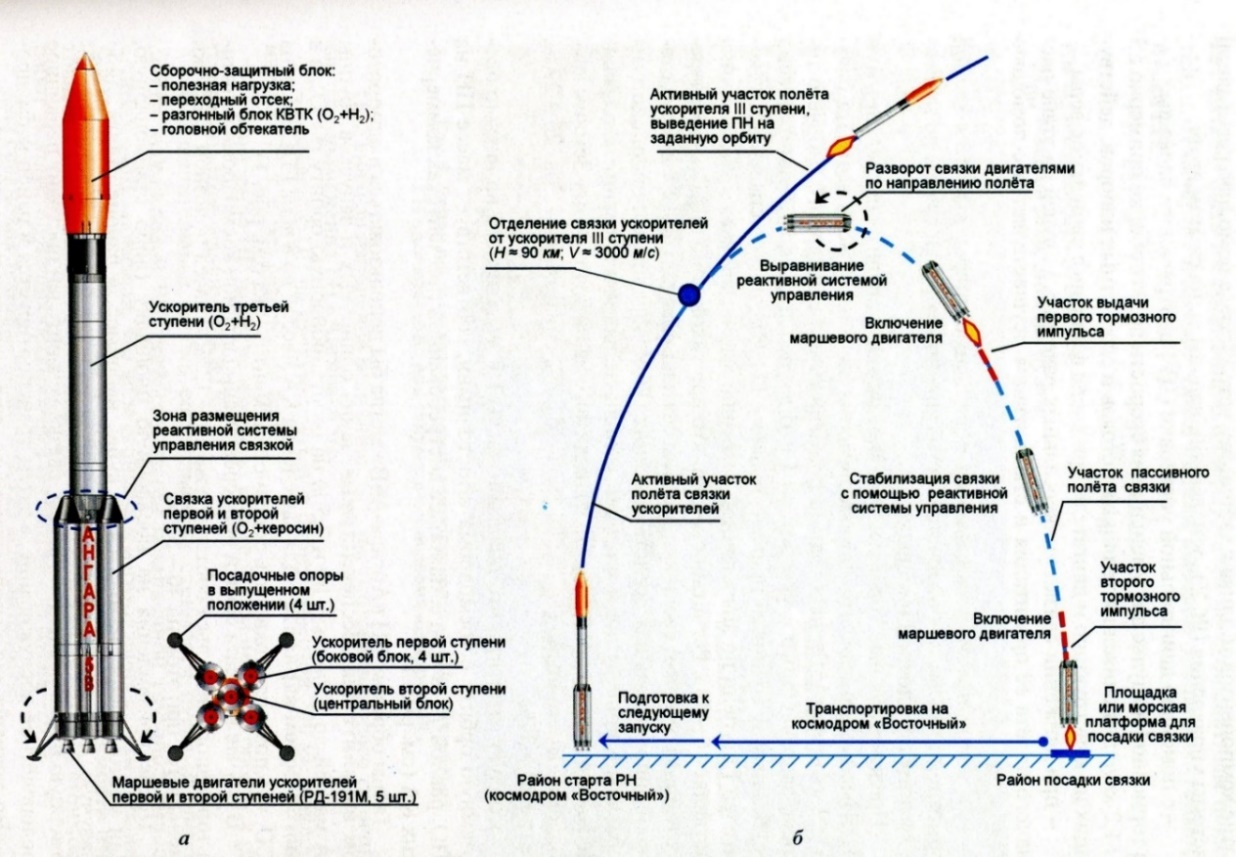 Сборочно-защитный блок:
– полезная нагрузка;
– переходный отсек;
– разгонный блок КВТК (O₂+H₂);
– головной обтекатель
Ускоритель третьей
ступени (O₂+H₂)
Зона размещения
реактивной системы
управления связкой
Связка ускорителей
первой и второй
ступеней (O₂+керосин)
АНГАРА 5В
Посадочные опоры
в выпущенном
положении (4 шт.)
Ускоритель первой ступени
(боковой блок, 4 шт.)
Ускоритель второй ступени
(центральный блок)
Маршевые двигатели ускорителей
первой и второй ступеней (РД-191М, 5 шт.)
а
Активный участок полёта
ускорителя III ступени,
выведение ПН на
заданную орбиту
Разворот связки двигателями
по направлению полёта
Отделение связки ускорителей
от ускорителя III ступени
(H ≈ 90 км; V ≈ 3000 м/с)
Выравнивание
реактивной системой
управления
Включение
маршевого двигателя
Участок выдачи
первого тормозного
импульса
Активный участок
полёта связки
ускорителей
Стабилизация связки
с помощью реактивной
системы управления
Участок пассивного
полёта связки
Участок
второго
тормозного
импульса
Включение
маршевого двигателя
Подготовка к
следующему
запуску
Транспортировка на
космодром «Восточный»
Площадка
или морская
платформа для
посадки связки
Район старта РН
(космодром «Восточный»)
Район посадки связки
б